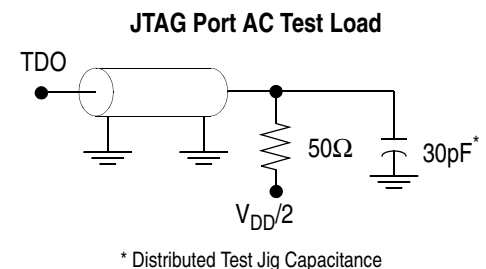 JTAG Port AC Test Load
TDO
50Ω
30pF*
VDD/2
* Distributed Test Jig Capacitance